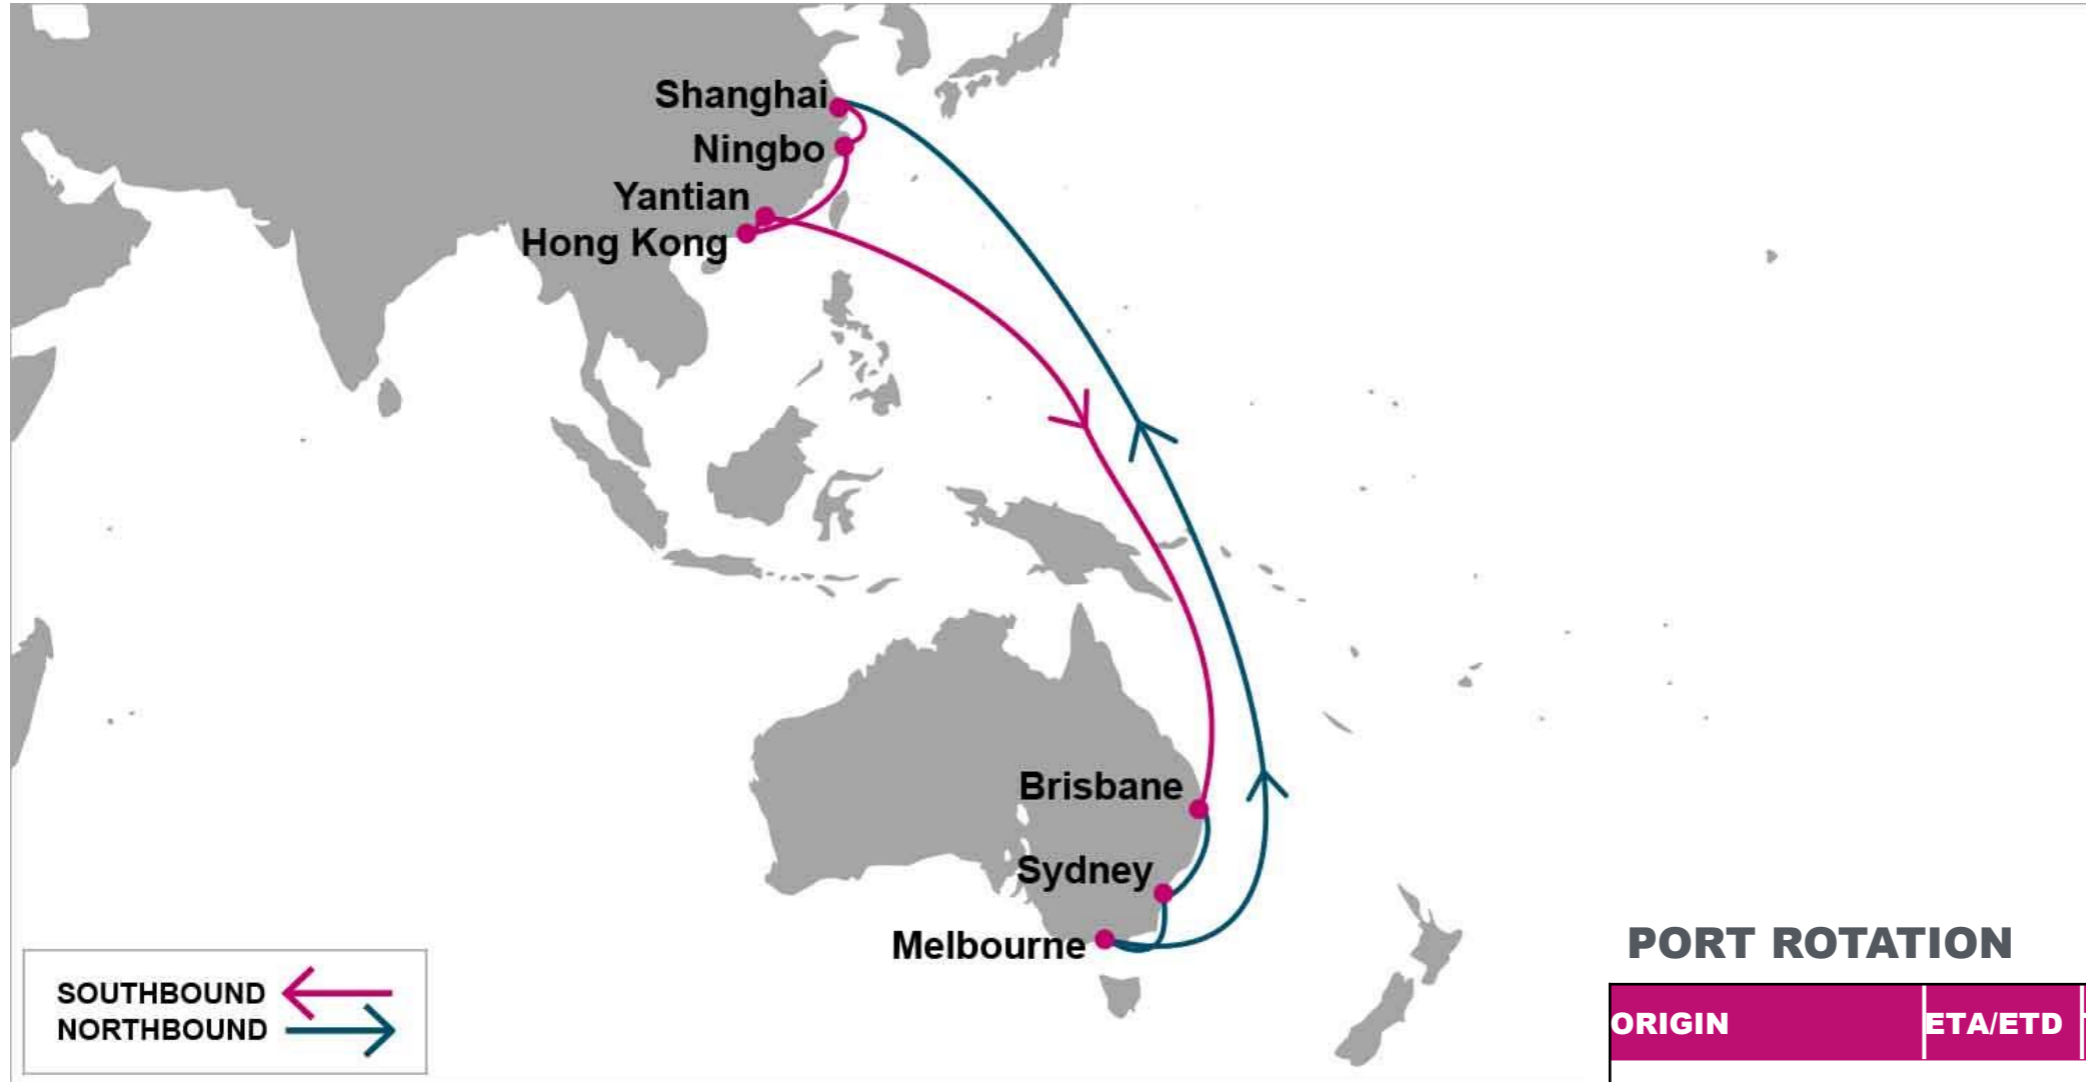 Shanghai
Ningbo
Yantian
Hong Kong
Brisbane
Sydney
Melbourne
SOUTHBOUND
NORTHBOUND
PORT ROTATION
ORIGIN ETA/ETD